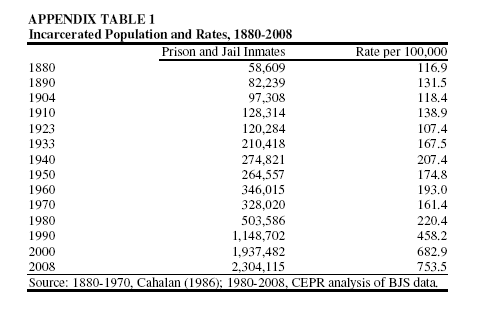 APPENDIX TABLE 1
Incarcerated Population and Rates, 1880-2008
Prison and Jail Inmates Rate per 100,000
1880 58,609 116.9
1890 82,239 131.5
1904 97,308 118.4
1910 128,314 138.9
1923 120,284 107.4
1933 210,418 167.5
1940 274,821 207.4
1950 264,557 174.8
1960 346,015 193.0
1970 328,020 161.4
1980 503,586 220.4
1990 1,148,702 458.2
2000 1,937,482 682.9
2008 2,304,115 753.5
Source: 1880-1970, Cahalan (1986); 1980-2008, CEPR analysis of BJS data.